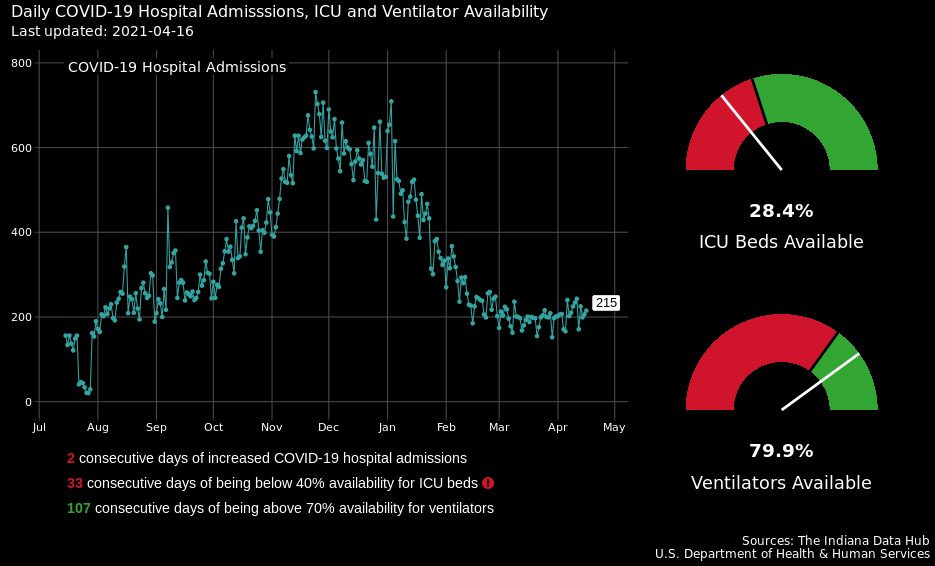 Daily COVID-19 Hospital Admisssions, ICU and Ventilator Availability
Last updated: 2021-04-16
COVID-19 Hospital Admissions
800
600
400
200
0
215
Jul Aug Sep Oct Nov Dec Jan Feb Mar Apr May
28.4%
ICU Beds Available
79.9%
Ventilators Available
2 consecutive days of increased COVID-19 hospital admissions
33 consecutive days of being below 40% availability for ICU beds !
107 consecutive days of being above 70% availability for ventilators
Sources: The Indiana Data Hub
U.S. Department of Health & Human Services